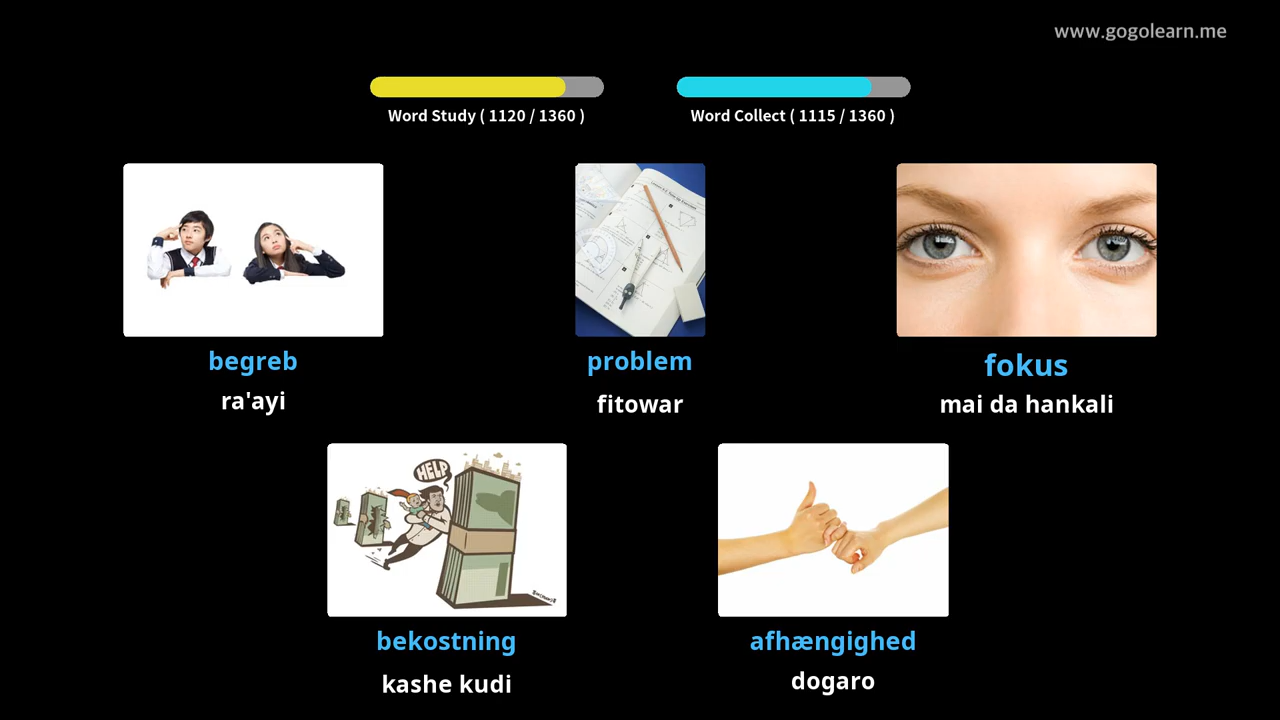 www.gogolearn.me
Word Study ( 1120 / 1360 )
Word Collect ( 1115 / 1360 )
begreb
ra'ayi
problem
fitowar
fokus
mai da hankali
HELP
bekostning
kashe kudi
afhængighed
dogaro